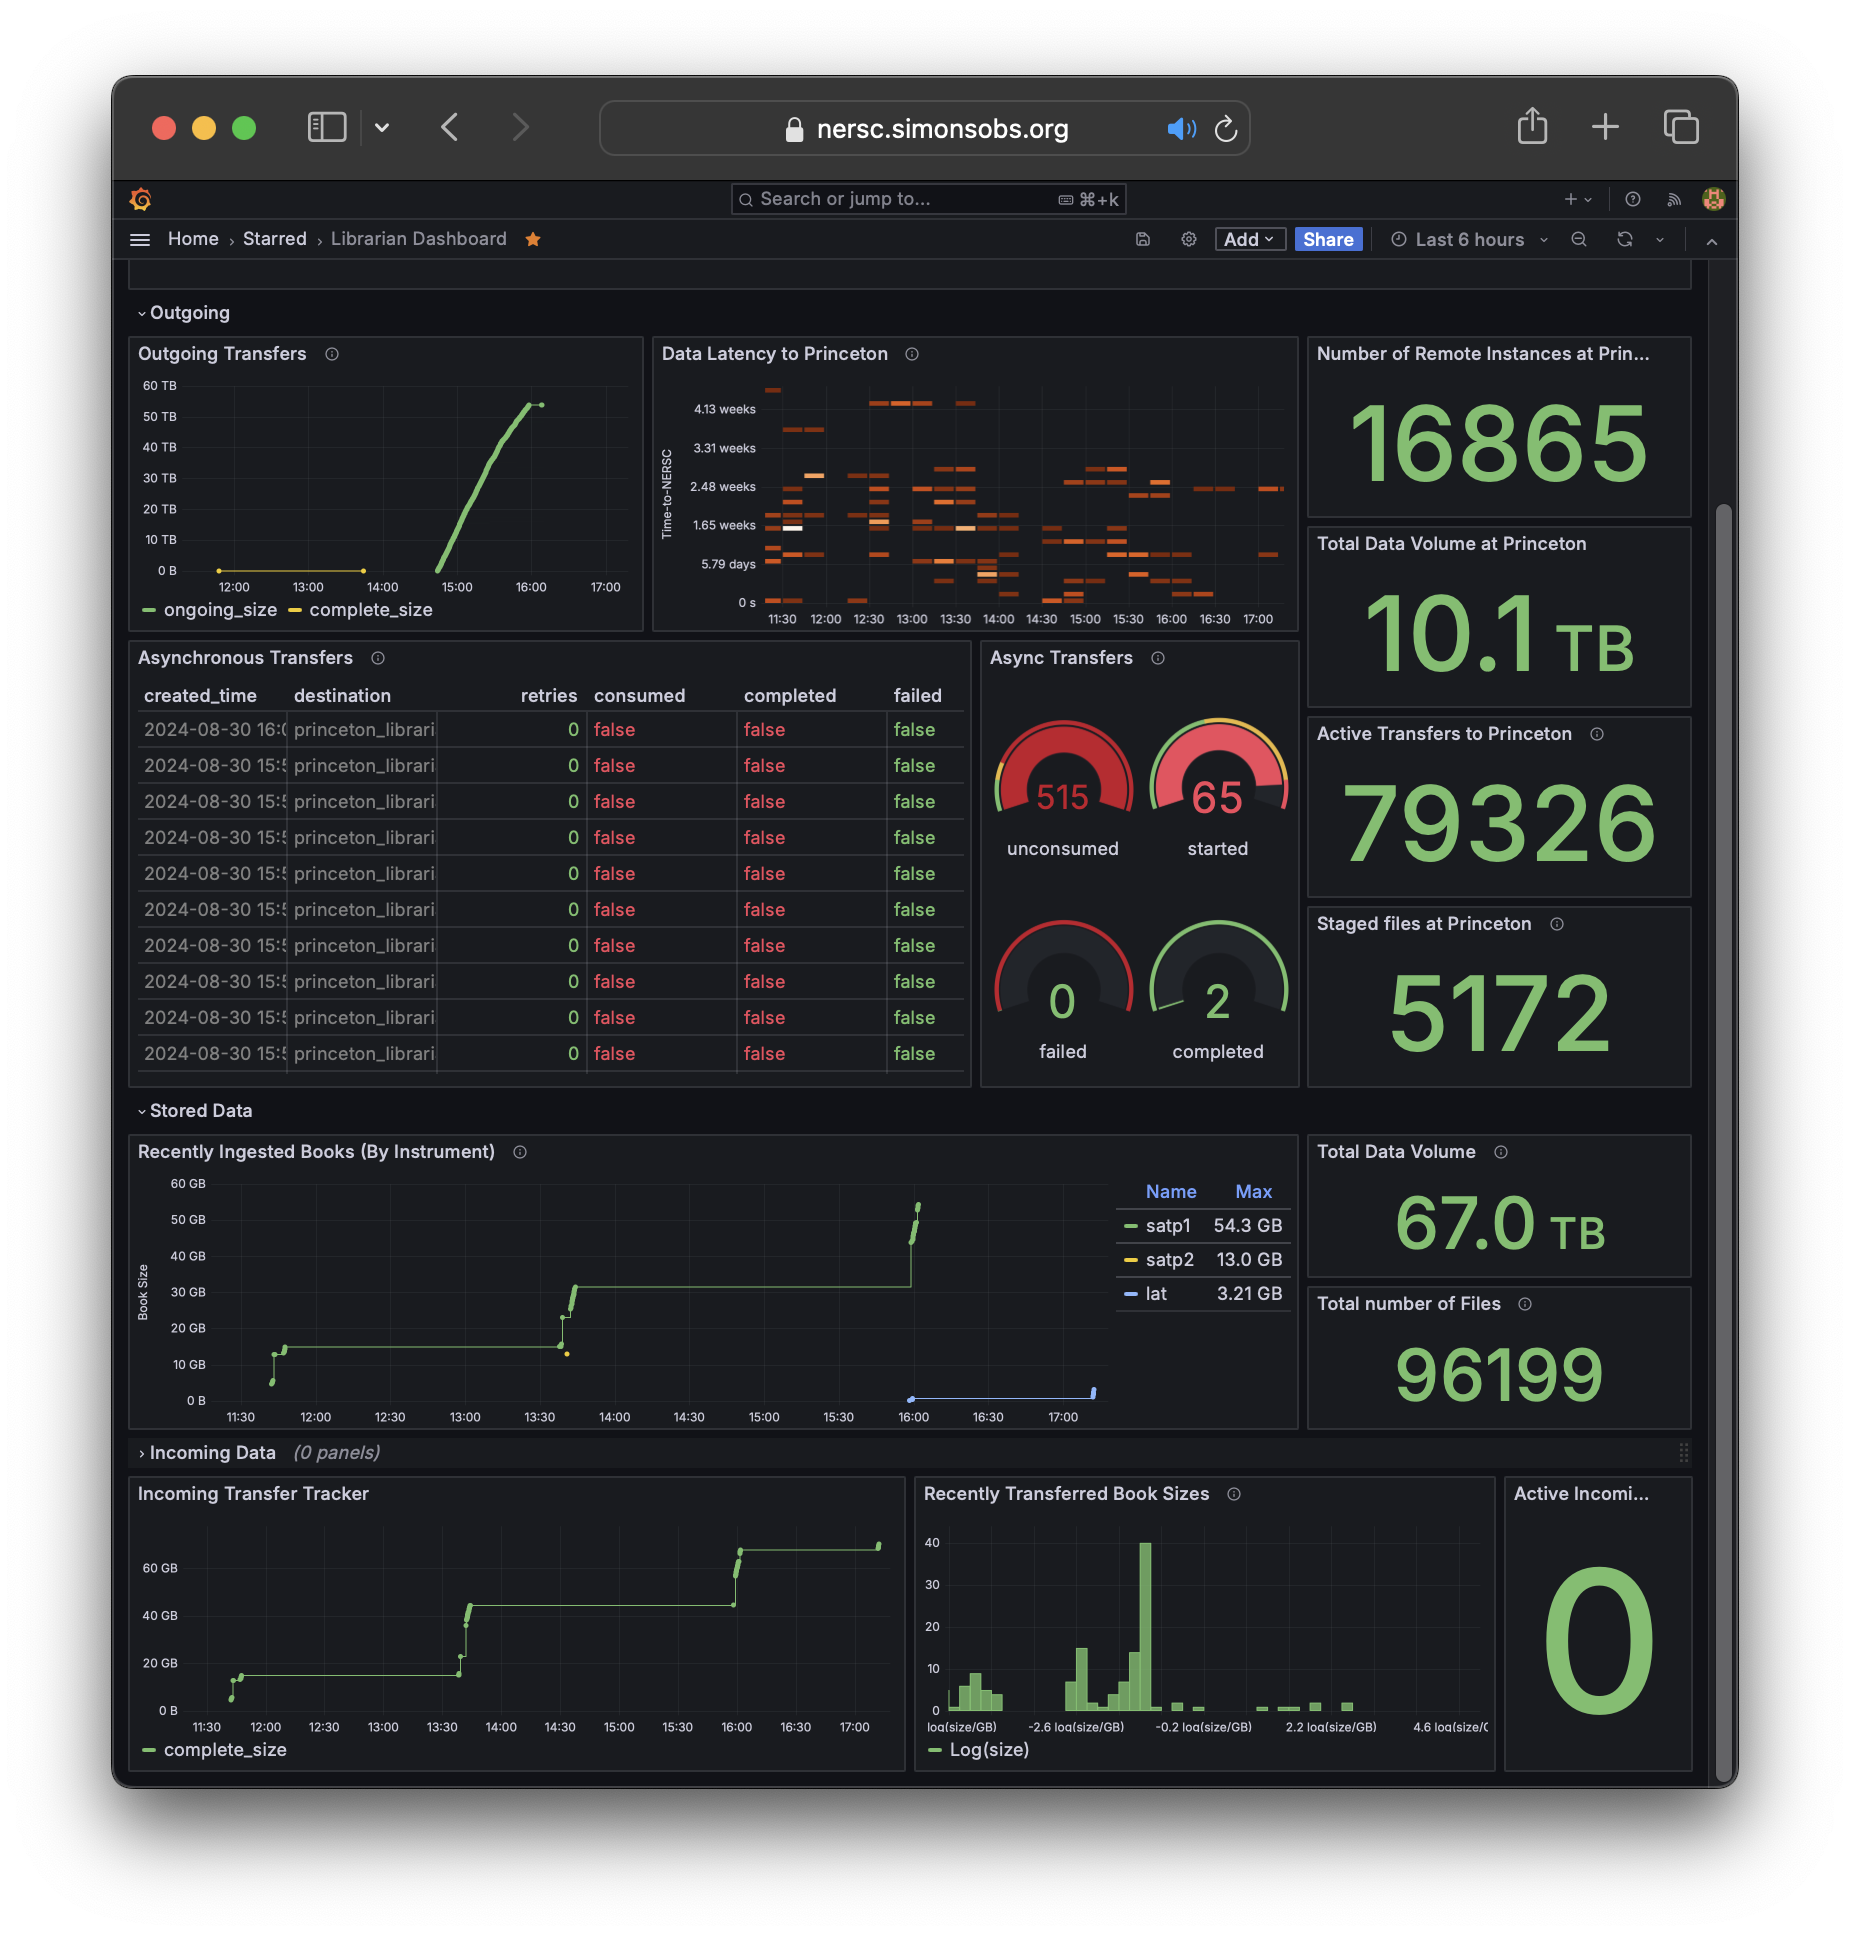 nersc.simonsobs.org
Search or jump to... ⌘+k
Home › Starred › Librarian Dashboard Add Share Last 6 hours
Outgoing
Outgoing Transfers
60 TB
50 TB
40 TB
30 TB
20 TB
10 TB
0 B
12:00 13:00 14:00 15:00 16:00 17:00
ongoing_size complete_size
Data Latency to Princeton
Time-to-NERSC
4.13 weeks
3.31 weeks
2.48 weeks
1.65 weeks
5.79 days
0 s
11:30 12:00 12:30 13:00 13:30 14:00 14:30 15:00 15:30 16:00 16:30 17:00
Number of Remote Instances at Prin...
16865
Total Data Volume at Princeton
10.1 TB
Active Transfers to Princeton
79326
Staged files at Princeton
5172
Asynchronous Transfers
created_time destination retries consumed completed failed
2024-08-30 16:0 princeton_librari 0 false false false
2024-08-30 15:5 princeton_librari 0 false false false
2024-08-30 15:5 princeton_librari 0 false false false
2024-08-30 15:5 princeton_librari 0 false false false
2024-08-30 15:5 princeton_librari 0 false false false
2024-08-30 15:5 princeton_librari 0 false false false
2024-08-30 15:5 princeton_librari 0 false false false
2024-08-30 15:5 princeton_librari 0 false false false
2024-08-30 15:5 princeton_librari 0 false false false
2024-08-30 15:5 princeton_librari 0 false false false
Async Transfers
515 65
unconsumed started
0 2
failed completed
Stored Data
Recently Ingested Books (By Instrument)
Book Size
60 GB
50 GB
40 GB
30 GB
20 GB
10 GB
0 B
11:30 12:00 12:30 13:00 13:30 14:00 14:30 15:00 15:30 16:00 16:30 17:00
Name Max
satp1 54.3 GB
satp2 13.0 GB
lat 3.21 GB
Total Data Volume
67.0 TB
Total number of Files
96199
Incoming Data (0 panels)
Incoming Transfer Tracker
60 GB
40 GB
20 GB
0 B
11:30 12:00 12:30 13:00 13:30 14:00 14:30 15:00 15:30 16:00 16:30 17:00
complete_size
Recently Transferred Book Sizes
40
30
20
10
0
log(size/GB) -2.6 log(size/GB) -0.2 log(size/GB) 2.2 log(size/GB) 4.6 log(size/G
Log(size)
Active Incomi...
0